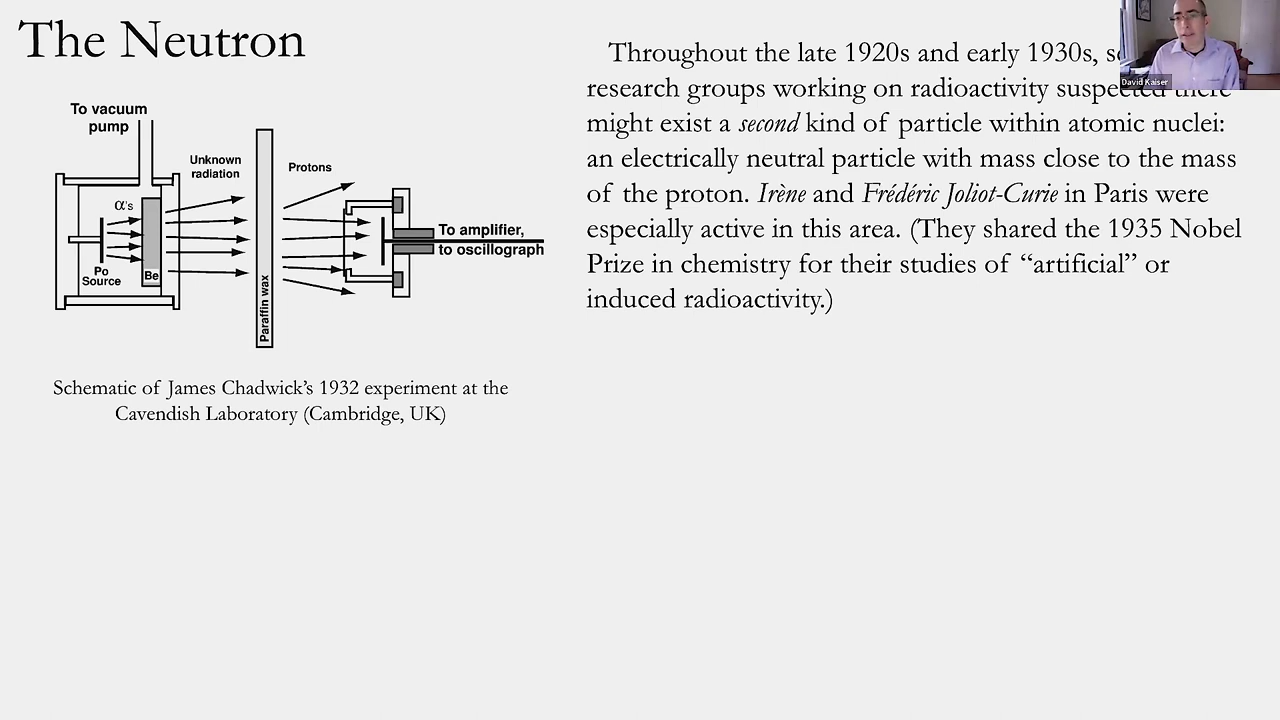 The Neutron
To vacuum
pump
Unknown
radiation
Protons
α's
Po
Source
Be
Paraffin wax
To amplifier,
to oscillograph
Schematic of James Chadwick's 1932 experiment at the
Cavendish Laboratory (Cambridge, UK)
Throughout the late 1920s and early 1930s,
research groups working on radioactivity suspected there
might exist a second kind of particle within atomic nuclei:
an electrically neutral particle with mass close to the mass
of the proton. Irène and Frédéric Joliot-Curie in Paris were
especially active in this area. (They shared the 1935 Nobel
Prize in chemistry for their studies of “artificial” or
induced radioactivity.)
David Kaiser